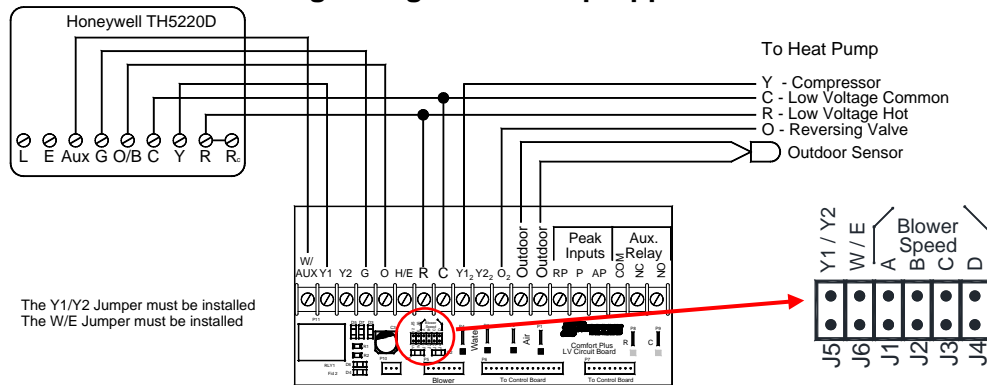 Honeywell TH5220D
L E Aux G O/B C Y R Rc
To Heat Pump
Y - Compressor
C - Low Voltage Common
R - Low Voltage Hot
O - Reversing Valve
Outdoor Sensor
W/
AUX Y1 Y2 G O H/E R C Y1₂ Y2₂ O₂ Outdoor Outdoor RP P AP COM NC NO
Peak
Inputs
Aux.
Relay
The Y1/Y2 Jumper must be installed
The W/E Jumper must be installed
P11
RLY1
P10
Blower
Water
Air
To Control Board
To Control Board
Comfort Plus
LV Circuit Board
R
C
Y1 / Y2
W / E
Blower
Speed
A
B
C
D
J5
J6
J1
J2
J3
J4